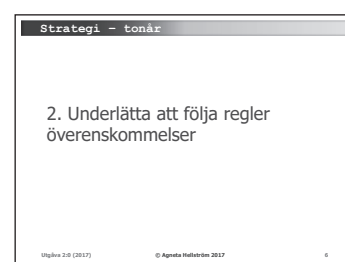 Strategi – tonår
2. Underlätta att följa regler
överenskommelser
Utgåva 2:0 (2017) © Agneta Hellström 2017 6